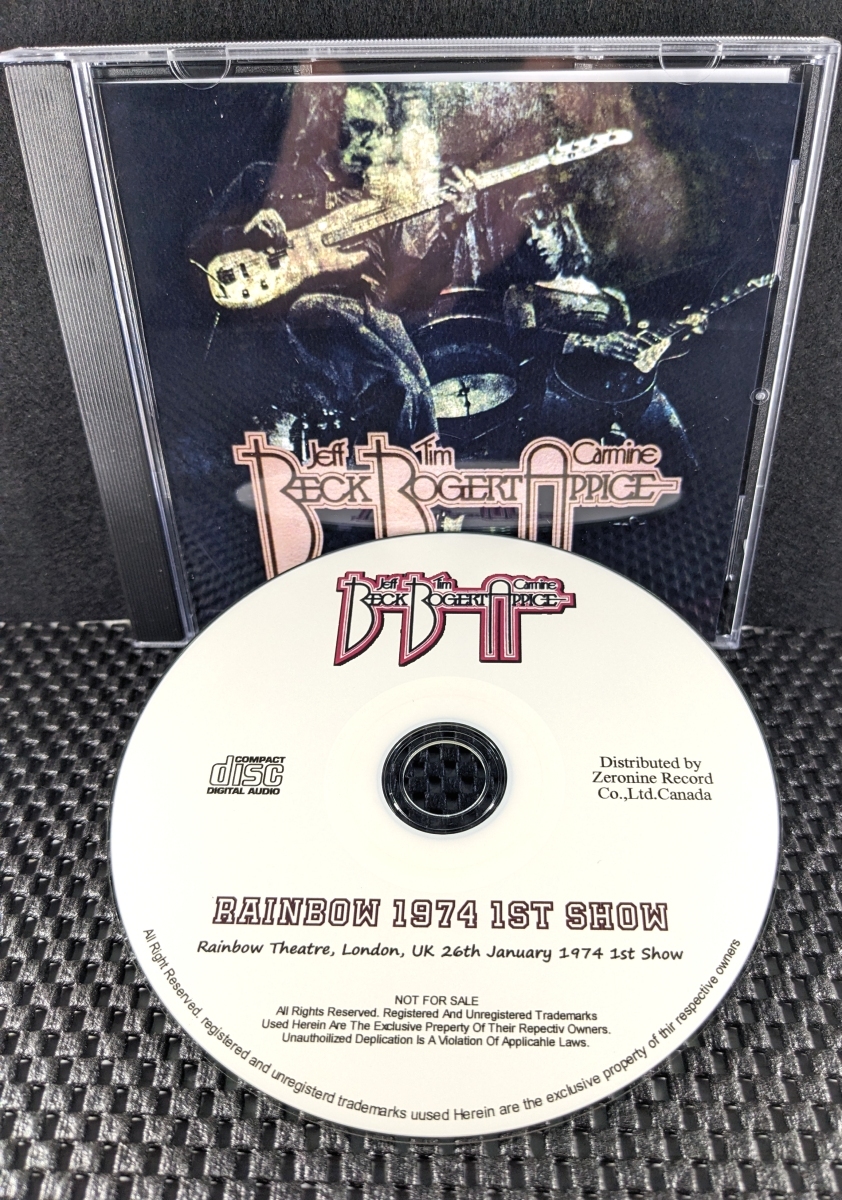 Jeff Tim Carmine
BECK BOGERT APPICE
Jeff Tim Carmine
BECK BOGERT APPICE
COMPACT
disc
DIGITAL AUDIO
Distributed by
Zeronine Record
Co.,Ltd.Canada
RAINBOW 1974 1ST SHOW
Rainbow Theatre, London, UK 26th January 1974 1st Show
NOT FOR SALE
All Rights Reserved. Registered And Unregistered Trademarks
Used Herein Are The Exclusive Preperty Of Their Repectiv Owners.
Unauthoilized Deplication Is A Violation Of Applicahle Laws.
All Right Reserved. registered and unregisterd trademarks uused Herein are the exclusive property of thir respective owners